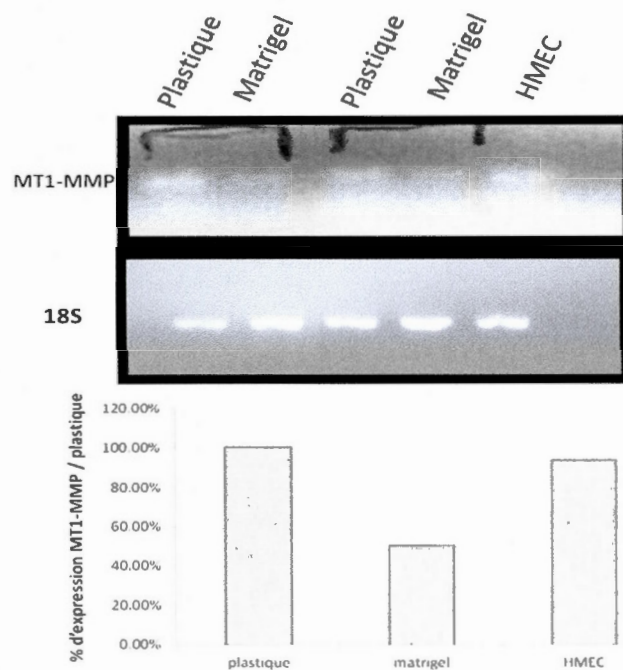 Plastique Matrigel Plastique Matrigel HMEC
MT1-MMP
18S
% d'expression MT1-MMP / plastique
120.00%
100.00%
80.00%
60.00%
40.00%
20.00%
0.00%
plastique matrigel HMEC